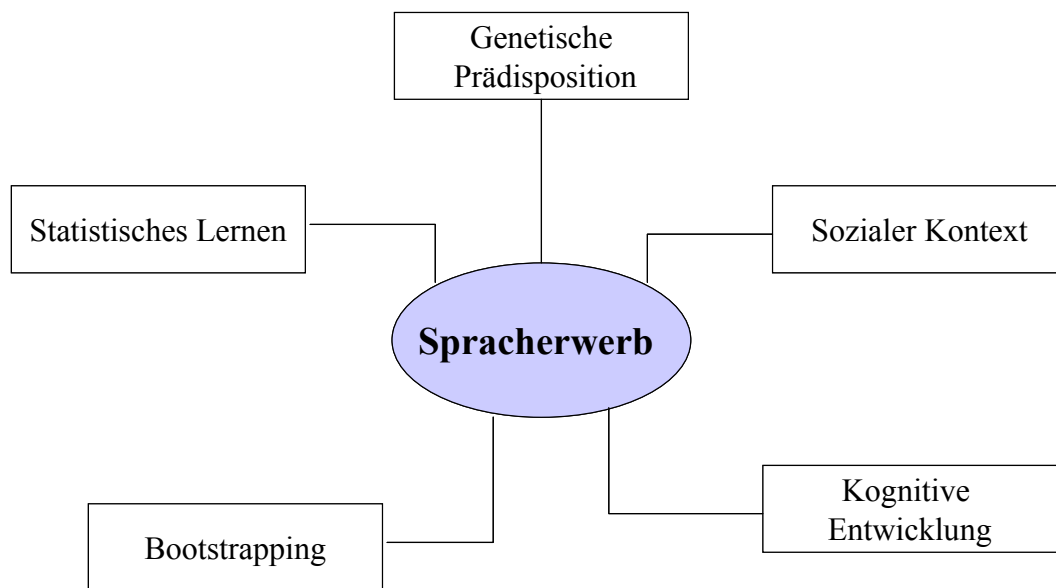 Genetische
Prädisposition
Statistisches Lernen
Sozialer Kontext
Spracherwerb
Kognitive
Entwicklung
Bootstrapping